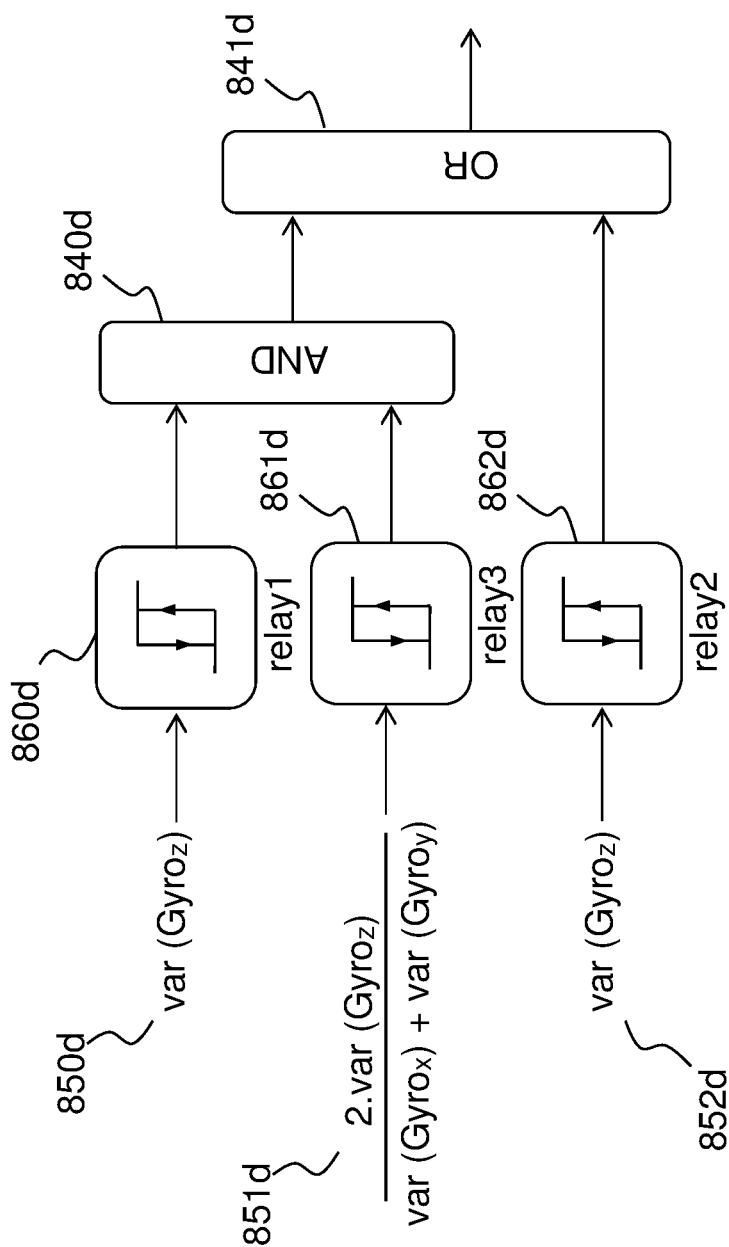 850d
var (Gyroz)
860d
relay1
840d
AND
841d
OR
851d
2.var (Gyroz)
var (Gyrox) + var (Gyroy)
861d
relay3
852d
var (Gyroz)
862d
relay2